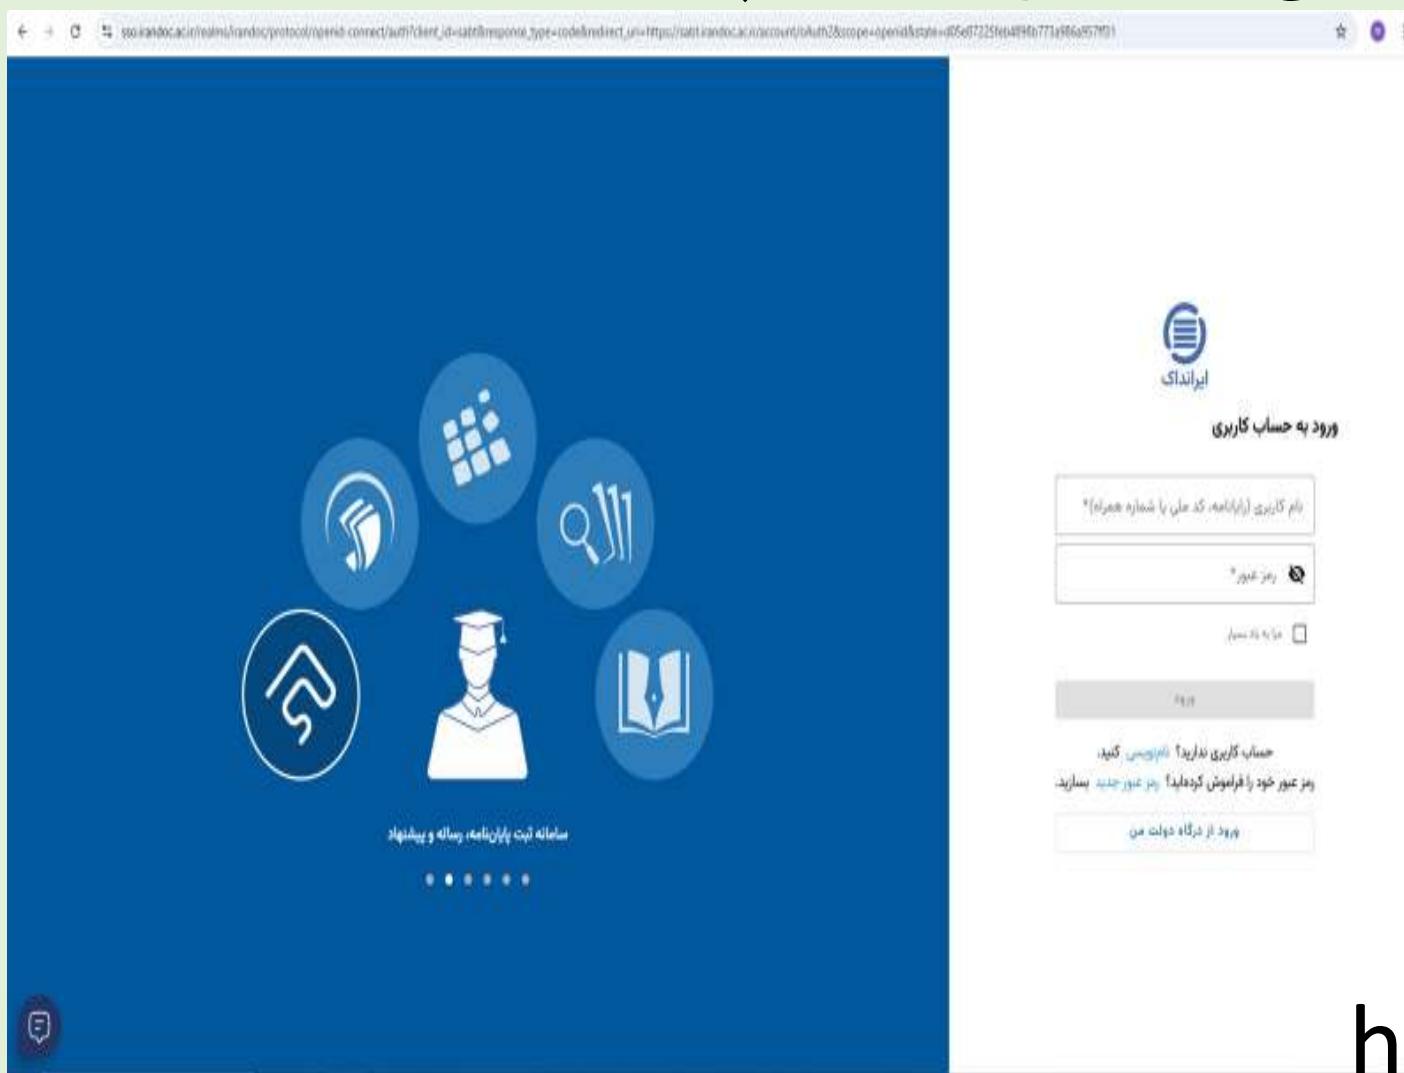 ایرانداک
ورود به حساب کاربری
نام کاربری (رایانامه، کد ملی یا شماره همراه)*
رمز عبور*
مرا به یاد بسپار
ورود
حساب کاربری ندارید؟ نام‌نویسی کنید.
رمز عبور خود را فراموش کرده‌اید؟ رمز عبور جدید بسازید.
ورود از درگاه دولت من
سامانه ثبت پایان‌نامه، رساله و پیشنهاد
h